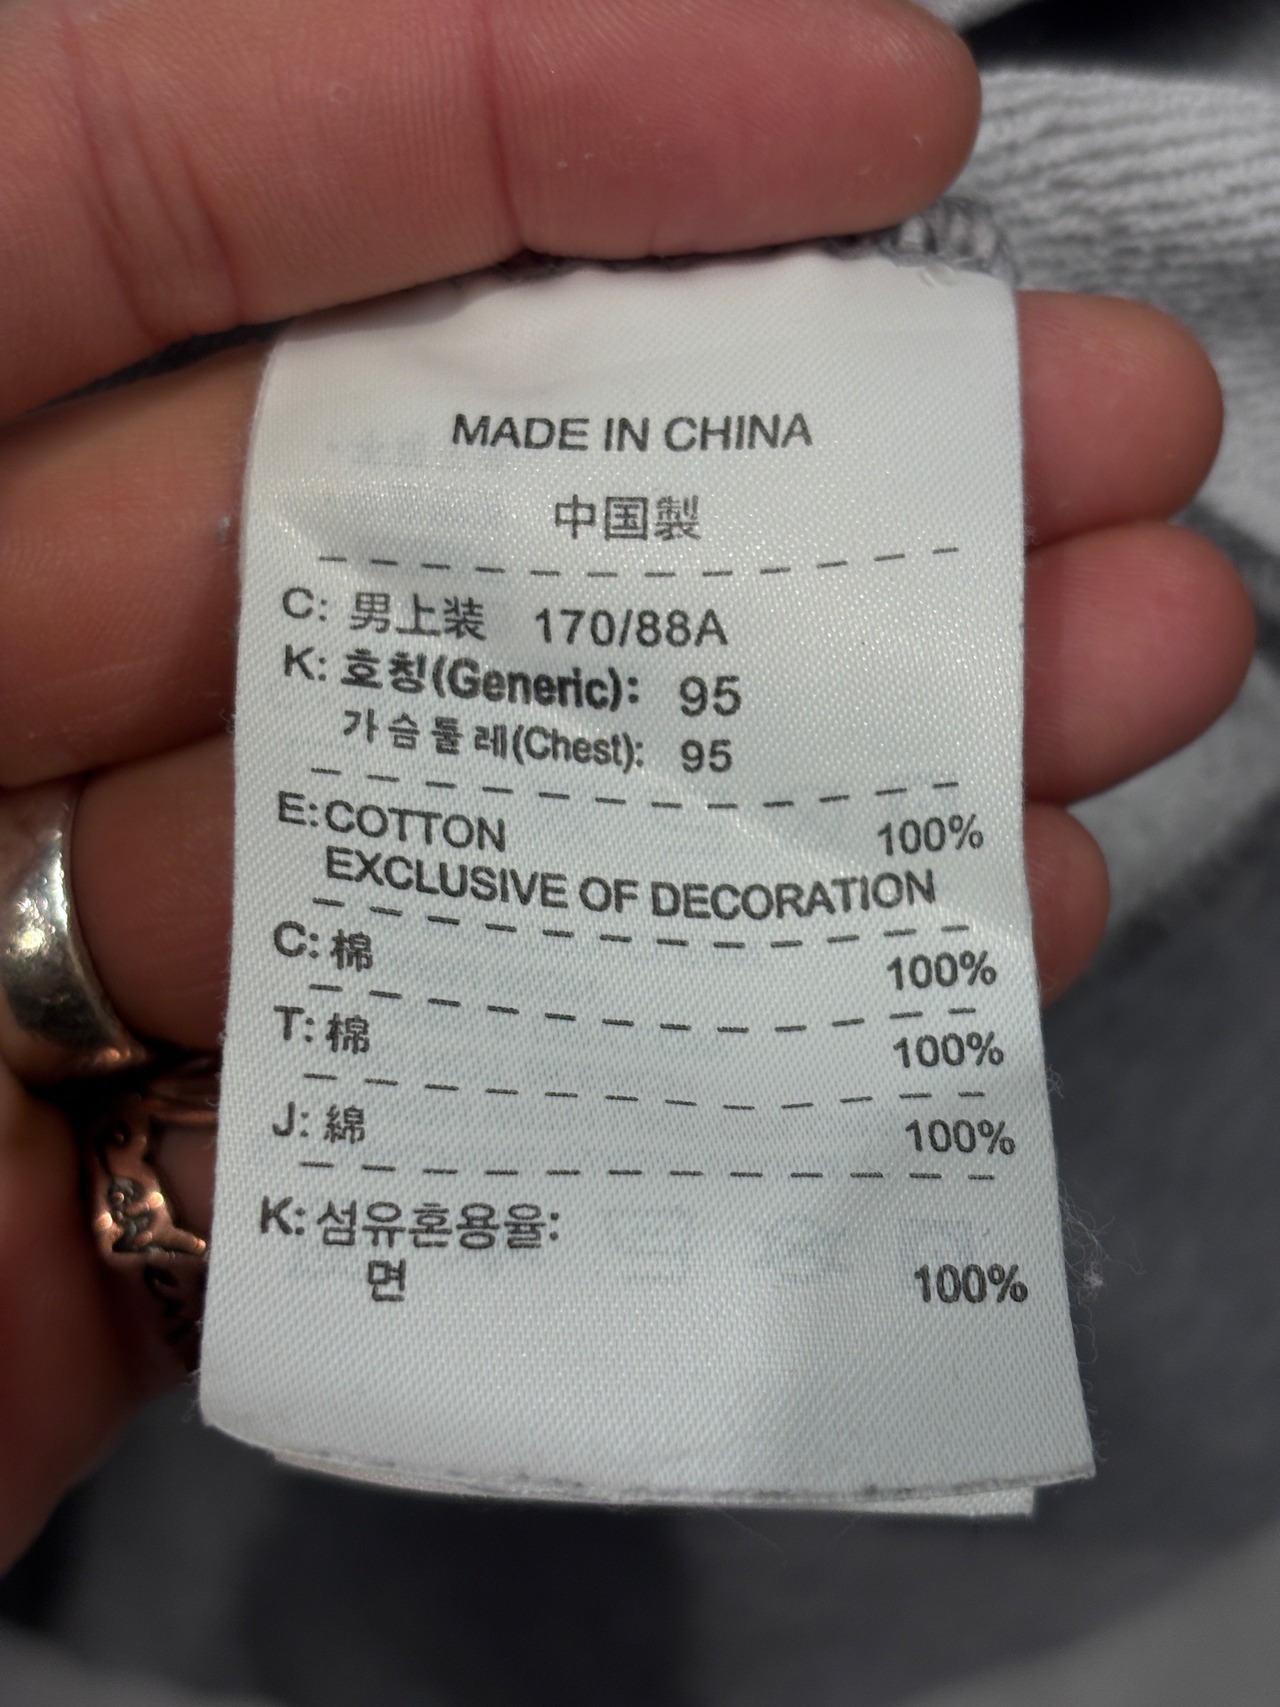 MADE IN CHINA
中国製
C: 男上装 170/88A
K: 호칭(Generic): 95
가슴둘레(Chest): 95
E:COTTON 100%
EXCLUSIVE OF DECORATION
C: 棉 100%
T: 棉 100%
J: 綿 100%
K: 섬유혼용율:
면 100%